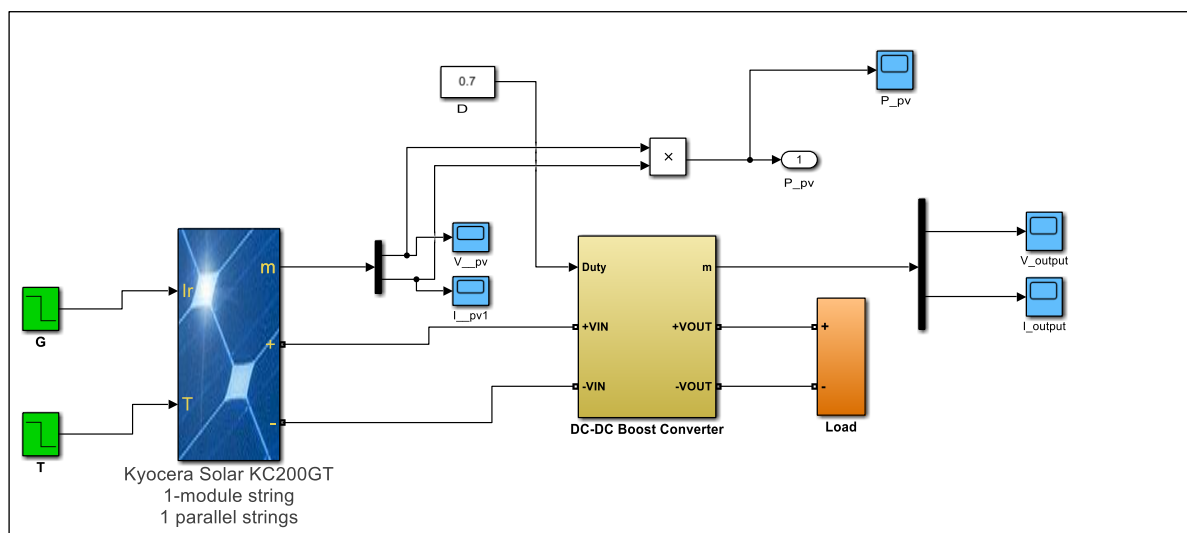 0.7
D
P_pv
×
1
P_pv
V__pv
I__pv1
m
Ir
+
T
-
G
T
Kyocera Solar KC200GT
1-module string
1 parallel strings
Duty
m
+VIN
+VOUT
-VIN
-VOUT
DC-DC Boost Converter
+
-
Load
V_output
I_output